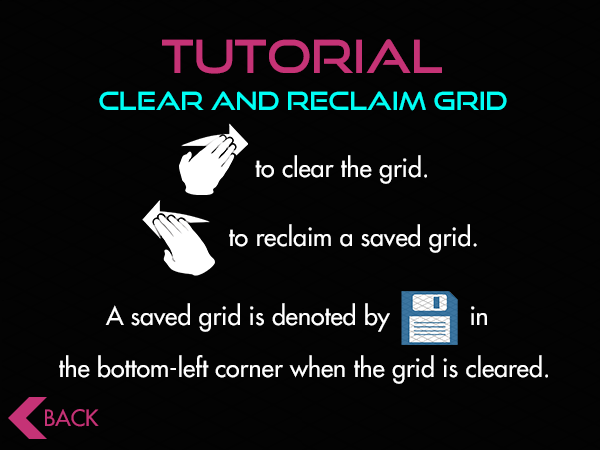 TUTORIAL
CLEAR AND RECLAIM GRID
to clear the grid.
to reclaim a saved grid.
A saved grid is denoted by in
the bottom-left corner when the grid is cleared.
BACK